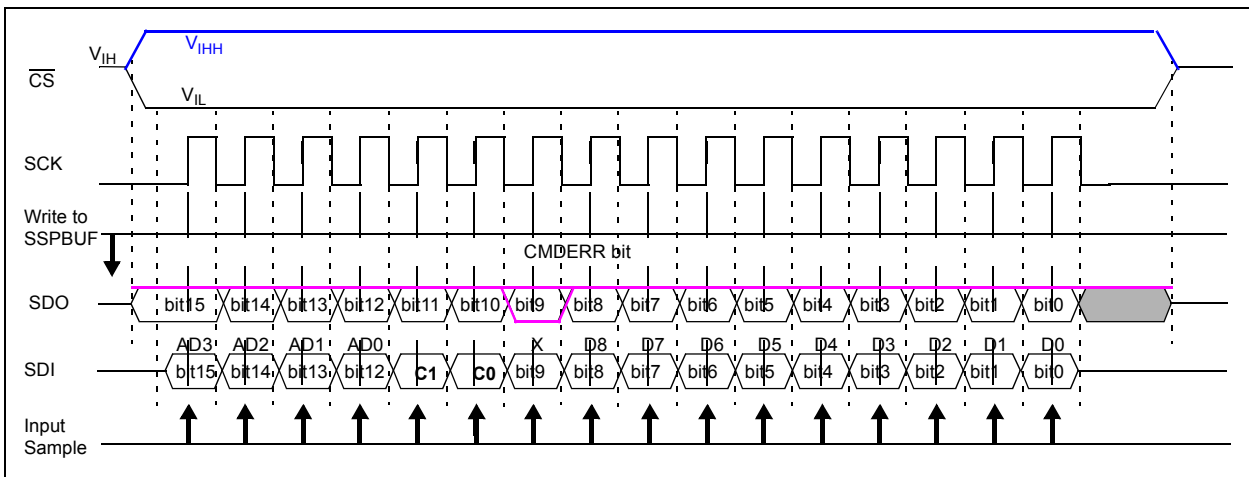 V_IHH
V_IH
CS
V_IL
SCK
Write to
SSPBUF
CMDERR bit
SDO bit15 bit14 bit13 bit12 bit11 bit10 bit9 bit8 bit7 bit6 bit5 bit4 bit3 bit2 bit1 bit0
AD3 AD2 AD1 AD0 X D8 D7 D6 D5 D4 D3 D2 D1 D0
SDI bit15 bit14 bit13 bit12 C1 C0 bit9 bit8 bit7 bit6 bit5 bit4 bit3 bit2 bit1 bit0
Input
Sample